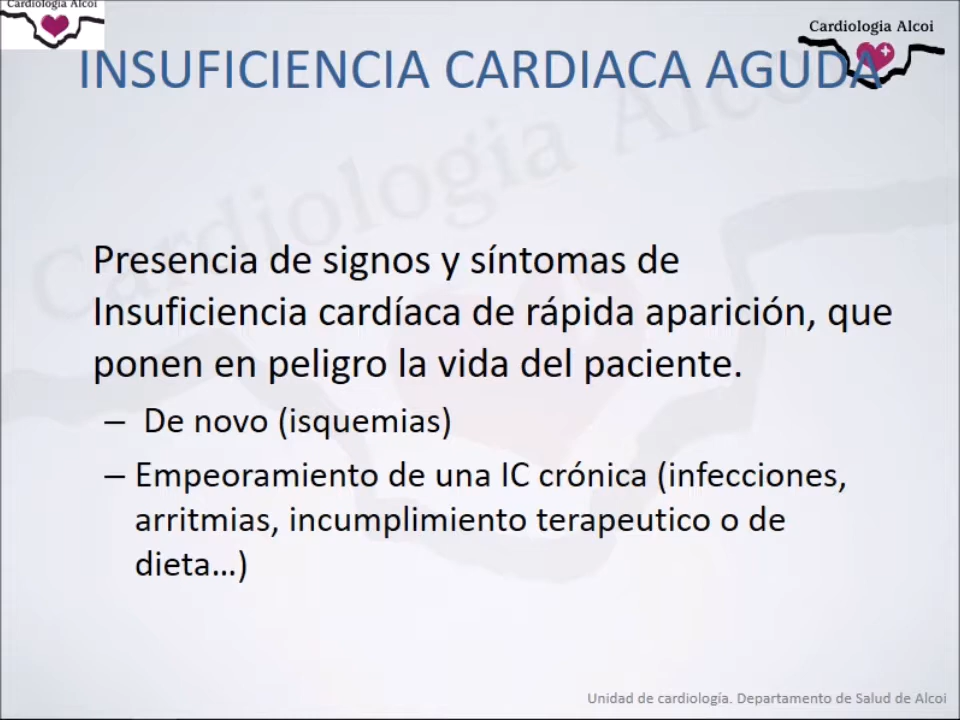 Cardiología Alcoi
Cardiologia Alcoi
INSUFICIENCIA CARDIACA AGUDA
Cardiologia Alcoi
Presencia de signos y síntomas de
Insuficiencia cardíaca de rápida aparición, que
ponen en peligro la vida del paciente.
– De novo (isquemias)
– Empeoramiento de una IC crónica (infecciones,
arritmias, incumplimiento terapeutico o de
dieta…)
Unidad de cardiología. Departamento de Salud de Alcoi